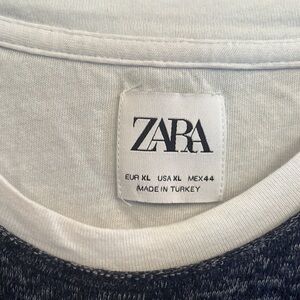 ZARA
EUR XL USA XL MEX 44
MADE IN TURKEY